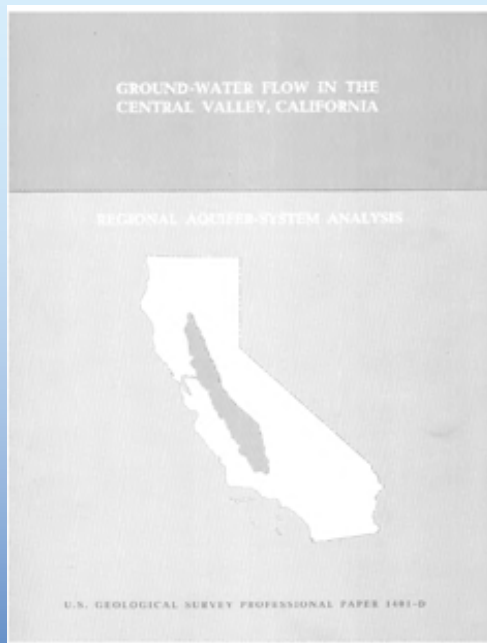 GROUND-WATER FLOW IN THE
CENTRAL VALLEY, CALIFORNIA
REGIONAL AQUIFER-SYSTEM ANALYSIS
U.S. GEOLOGICAL SURVEY PROFESSIONAL PAPER 1401-D